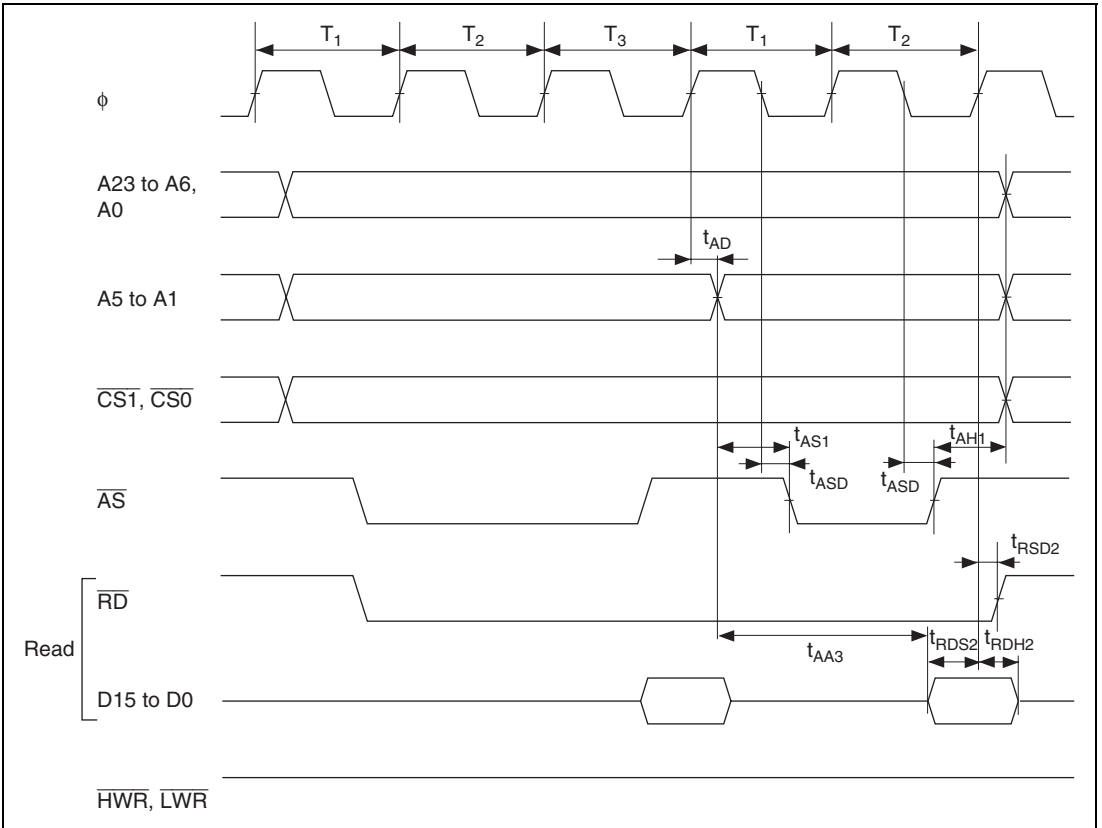 T1 T2 T3 T1 T2
φ
A23 to A6,
A0
tAD
A5 to A1
CS1, CS0
tAS1 tAH1
tASD tASD
AS
tRSD2
RD
Read
tAA3 tRDS2 tRDH2
D15 to D0
HWR, LWR